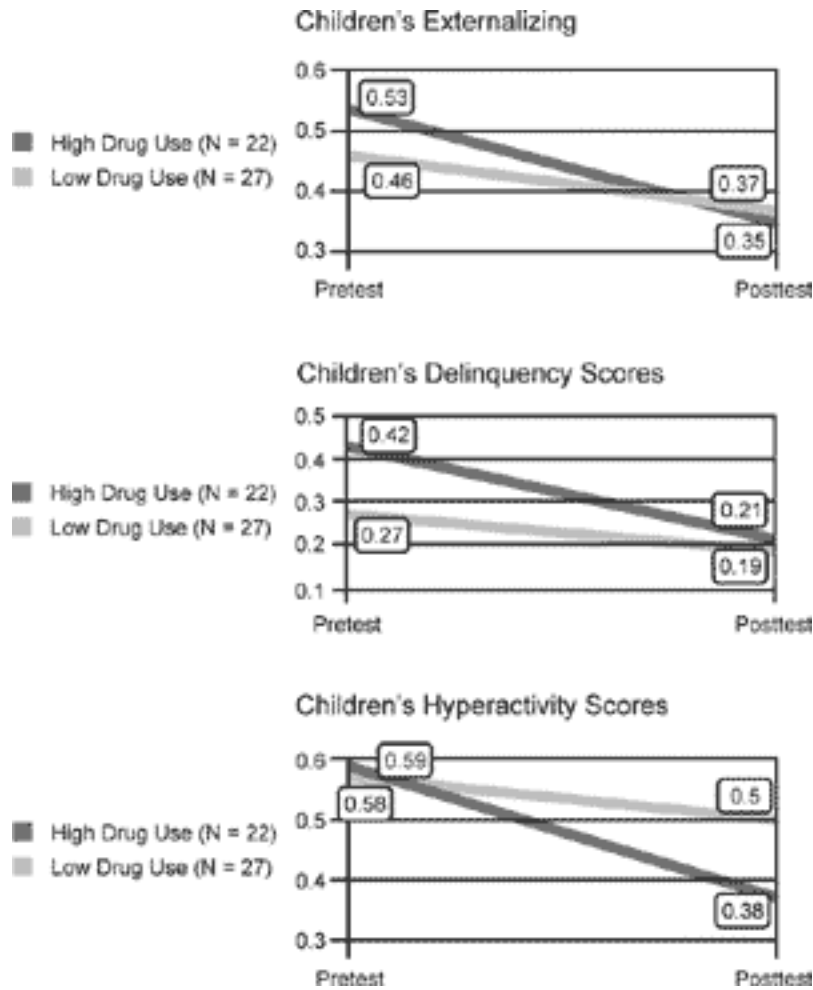 Children's Externalizing
0.6
0.53
High Drug Use (N = 22)
0.5
Low Drug Use (N = 27)
0.46
0.37
0.4
0.35
0.3
Pretest Posttest
Children's Delinquency Scores
0.5
0.42
0.4
High Drug Use (N = 22)
0.3
0.21
Low Drug Use (N = 27)
0.27
0.2
0.19
0.1
Pretest Posttest
Children's Hyperactivity Scores
0.6
0.59
0.58
0.5
0.5
High Drug Use (N = 22)
Low Drug Use (N = 27)
0.4
0.38
0.3
Pretest Posttest